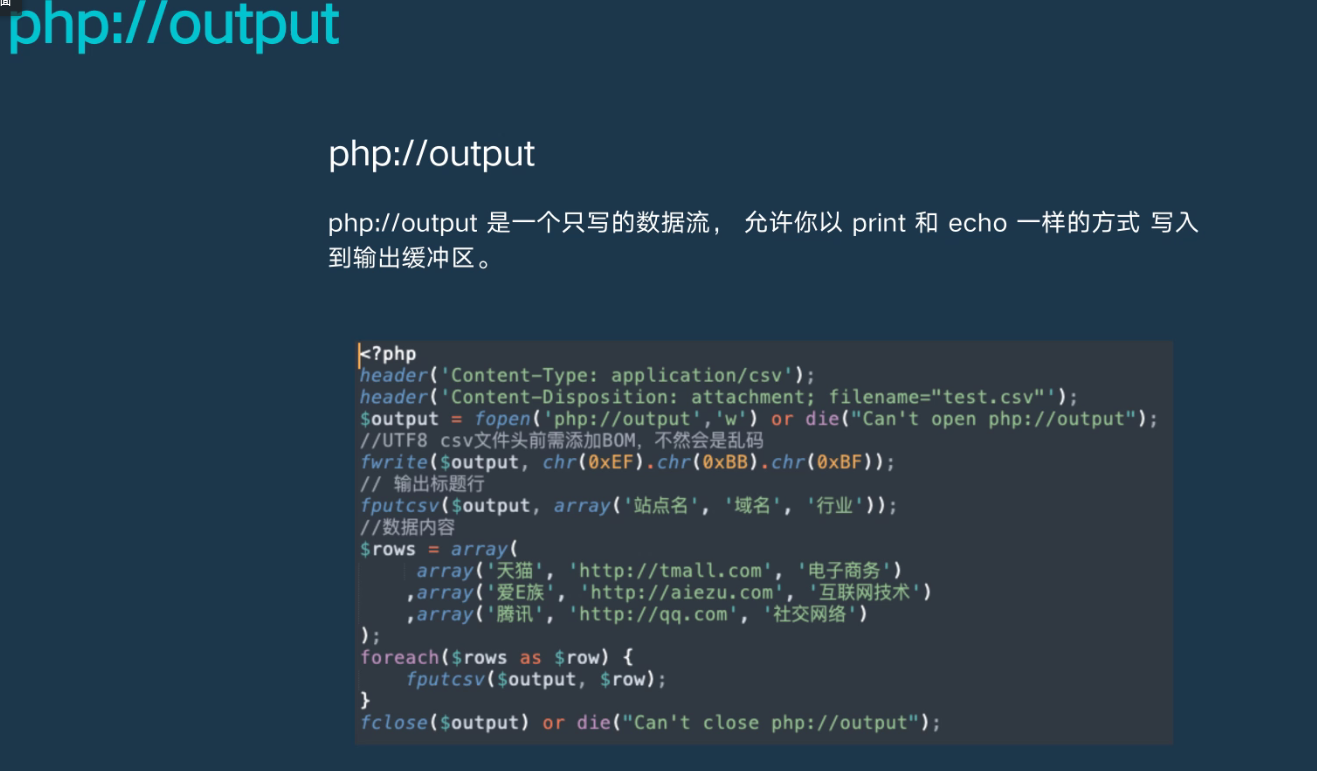 面
php://output
php://output
php://output 是一个只写的数据流， 允许你以 print 和 echo 一样的方式 写入
到输出缓冲区。
<?php
header('Content-Type: application/csv');
header('Content-Disposition: attachment; filename="test.csv"');
$output = fopen('php://output','w') or die("Can't open php://output");
//UTF8 csv文件头前需添加BOM，不然会是乱码
fwrite($output, chr(0xEF).chr(0xBB).chr(0xBF));
// 输出标题行
fputcsv($output, array('站点名', '域名', '行业'));
//数据内容
$rows = array(
     array('天猫', 'http://tmall.com', '电子商务')
    ,array('爱E族', 'http://aiezu.com', '互联网技术')
    ,array('腾讯', 'http://qq.com', '社交网络')
);
foreach($rows as $row) {
    fputcsv($output, $row);
}
fclose($output) or die("Can't close php://output");